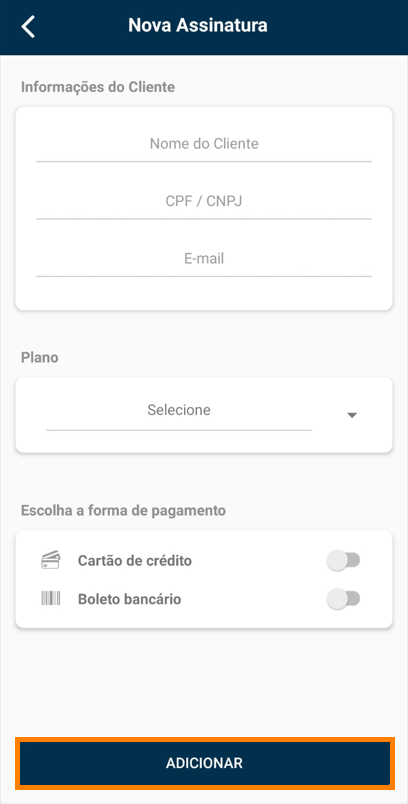 Nova Assinatura
Informações do Cliente
Nome do Cliente
CPF / CNPJ
E-mail
Plano
Selecione
Escolha a forma de pagamento
Cartão de crédito
Boleto bancário
ADICIONAR